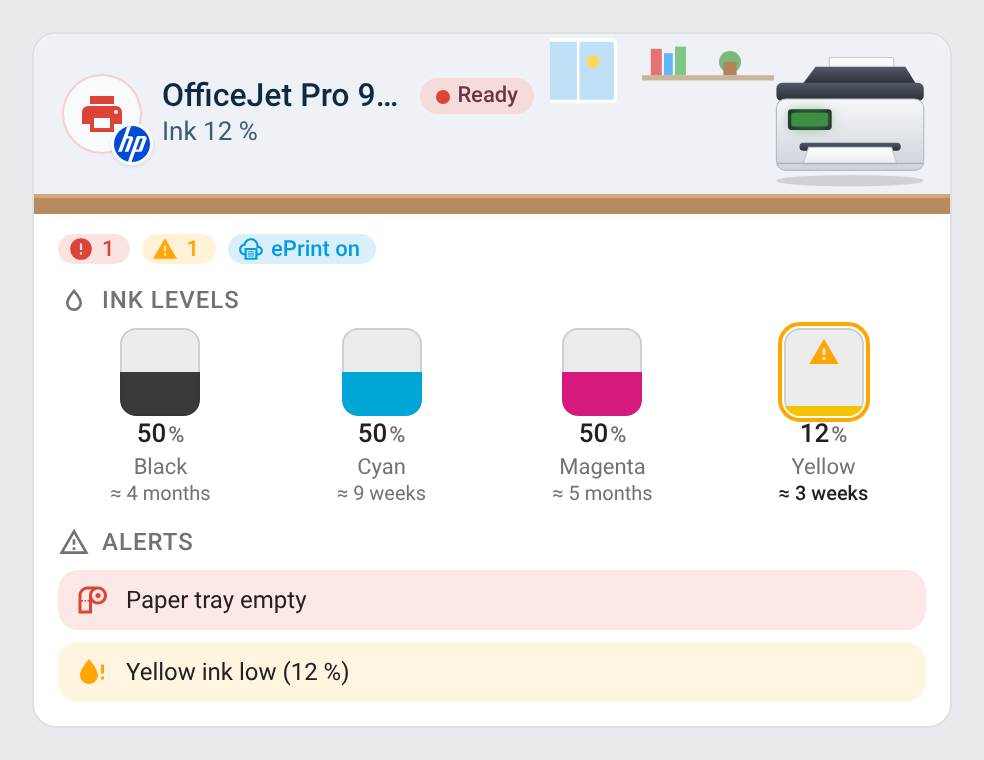 OfficeJet Pro 9...
Ready
Ink 12 %
hp
1
1
ePrint on
INK LEVELS
50%
50%
50%
12%
Black
Cyan
Magenta
Yellow
≈ 4 months
≈ 9 weeks
≈ 5 months
≈ 3 weeks
ALERTS
Paper tray empty
Yellow ink low (12 %)